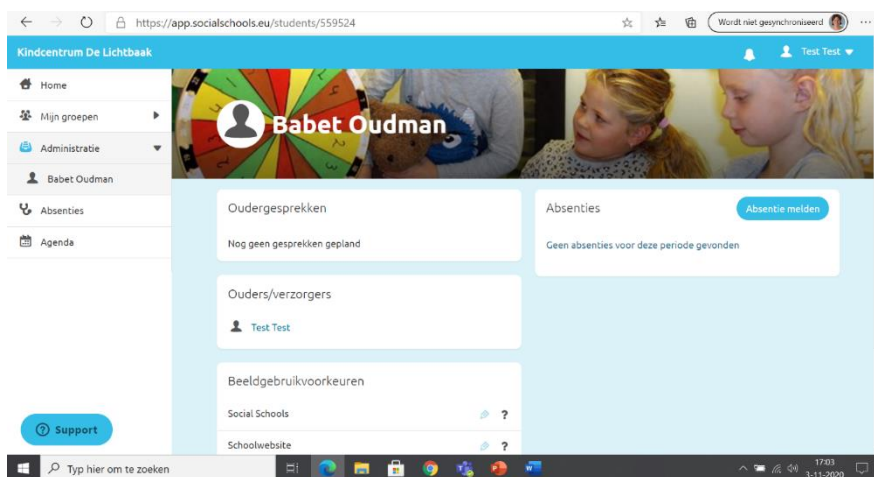 https://app.socialschools.eu/students/559524
Wordt niet gesynchroniseerd
Kindcentrum De Lichtbaak
Test Test
Home
Mijn groepen
Administratie
Babet Oudman
Absenties
Agenda
Support
Babet Oudman
Oudergesprekken
Nog geen gesprekken gepland
Ouders/verzorgers
Test Test
Beeldgebruikvoorkeuren
Social Schools ?
Schoolwebsite ?
Absenties
Absentie melden
Geen absenties voor deze periode gevonden
Typ hier om te zoeken
17:03
3-11-2020